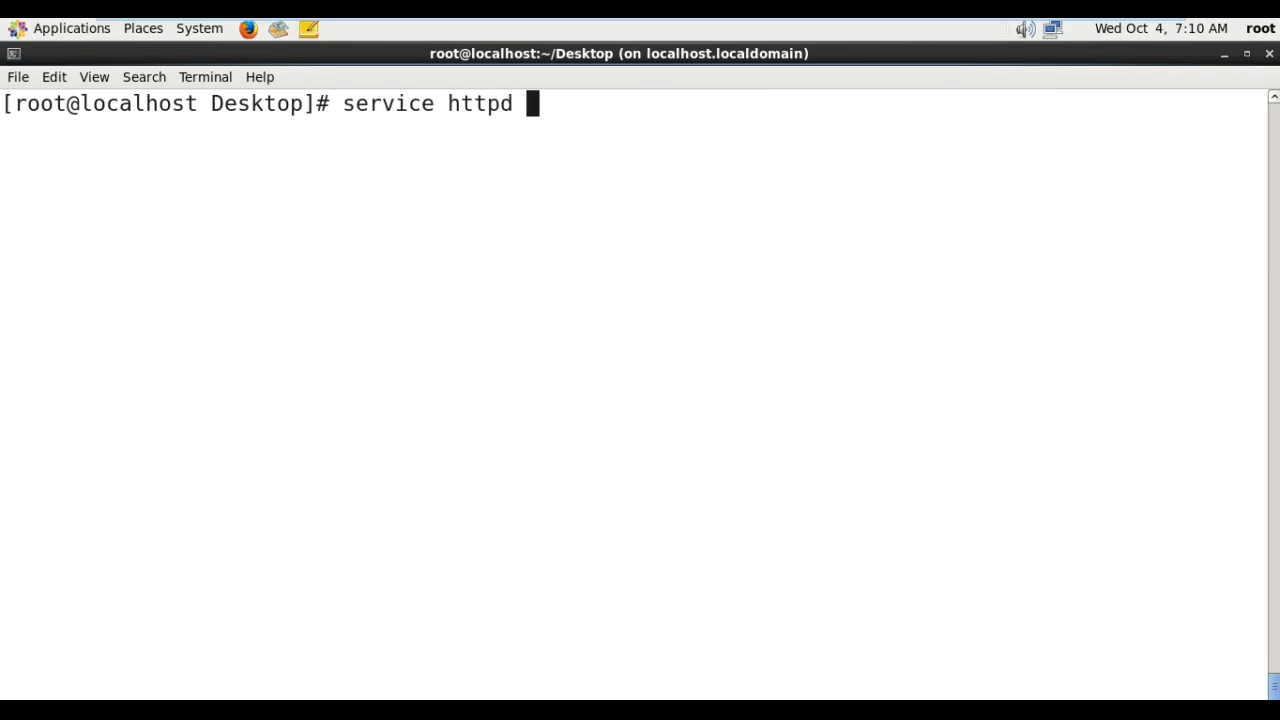 Applications Places System Wed Oct 4, 7:10 AM root
root@localhost:~/Desktop (on localhost.localdomain)
File Edit View Search Terminal Help
[root@localhost Desktop]# service httpd